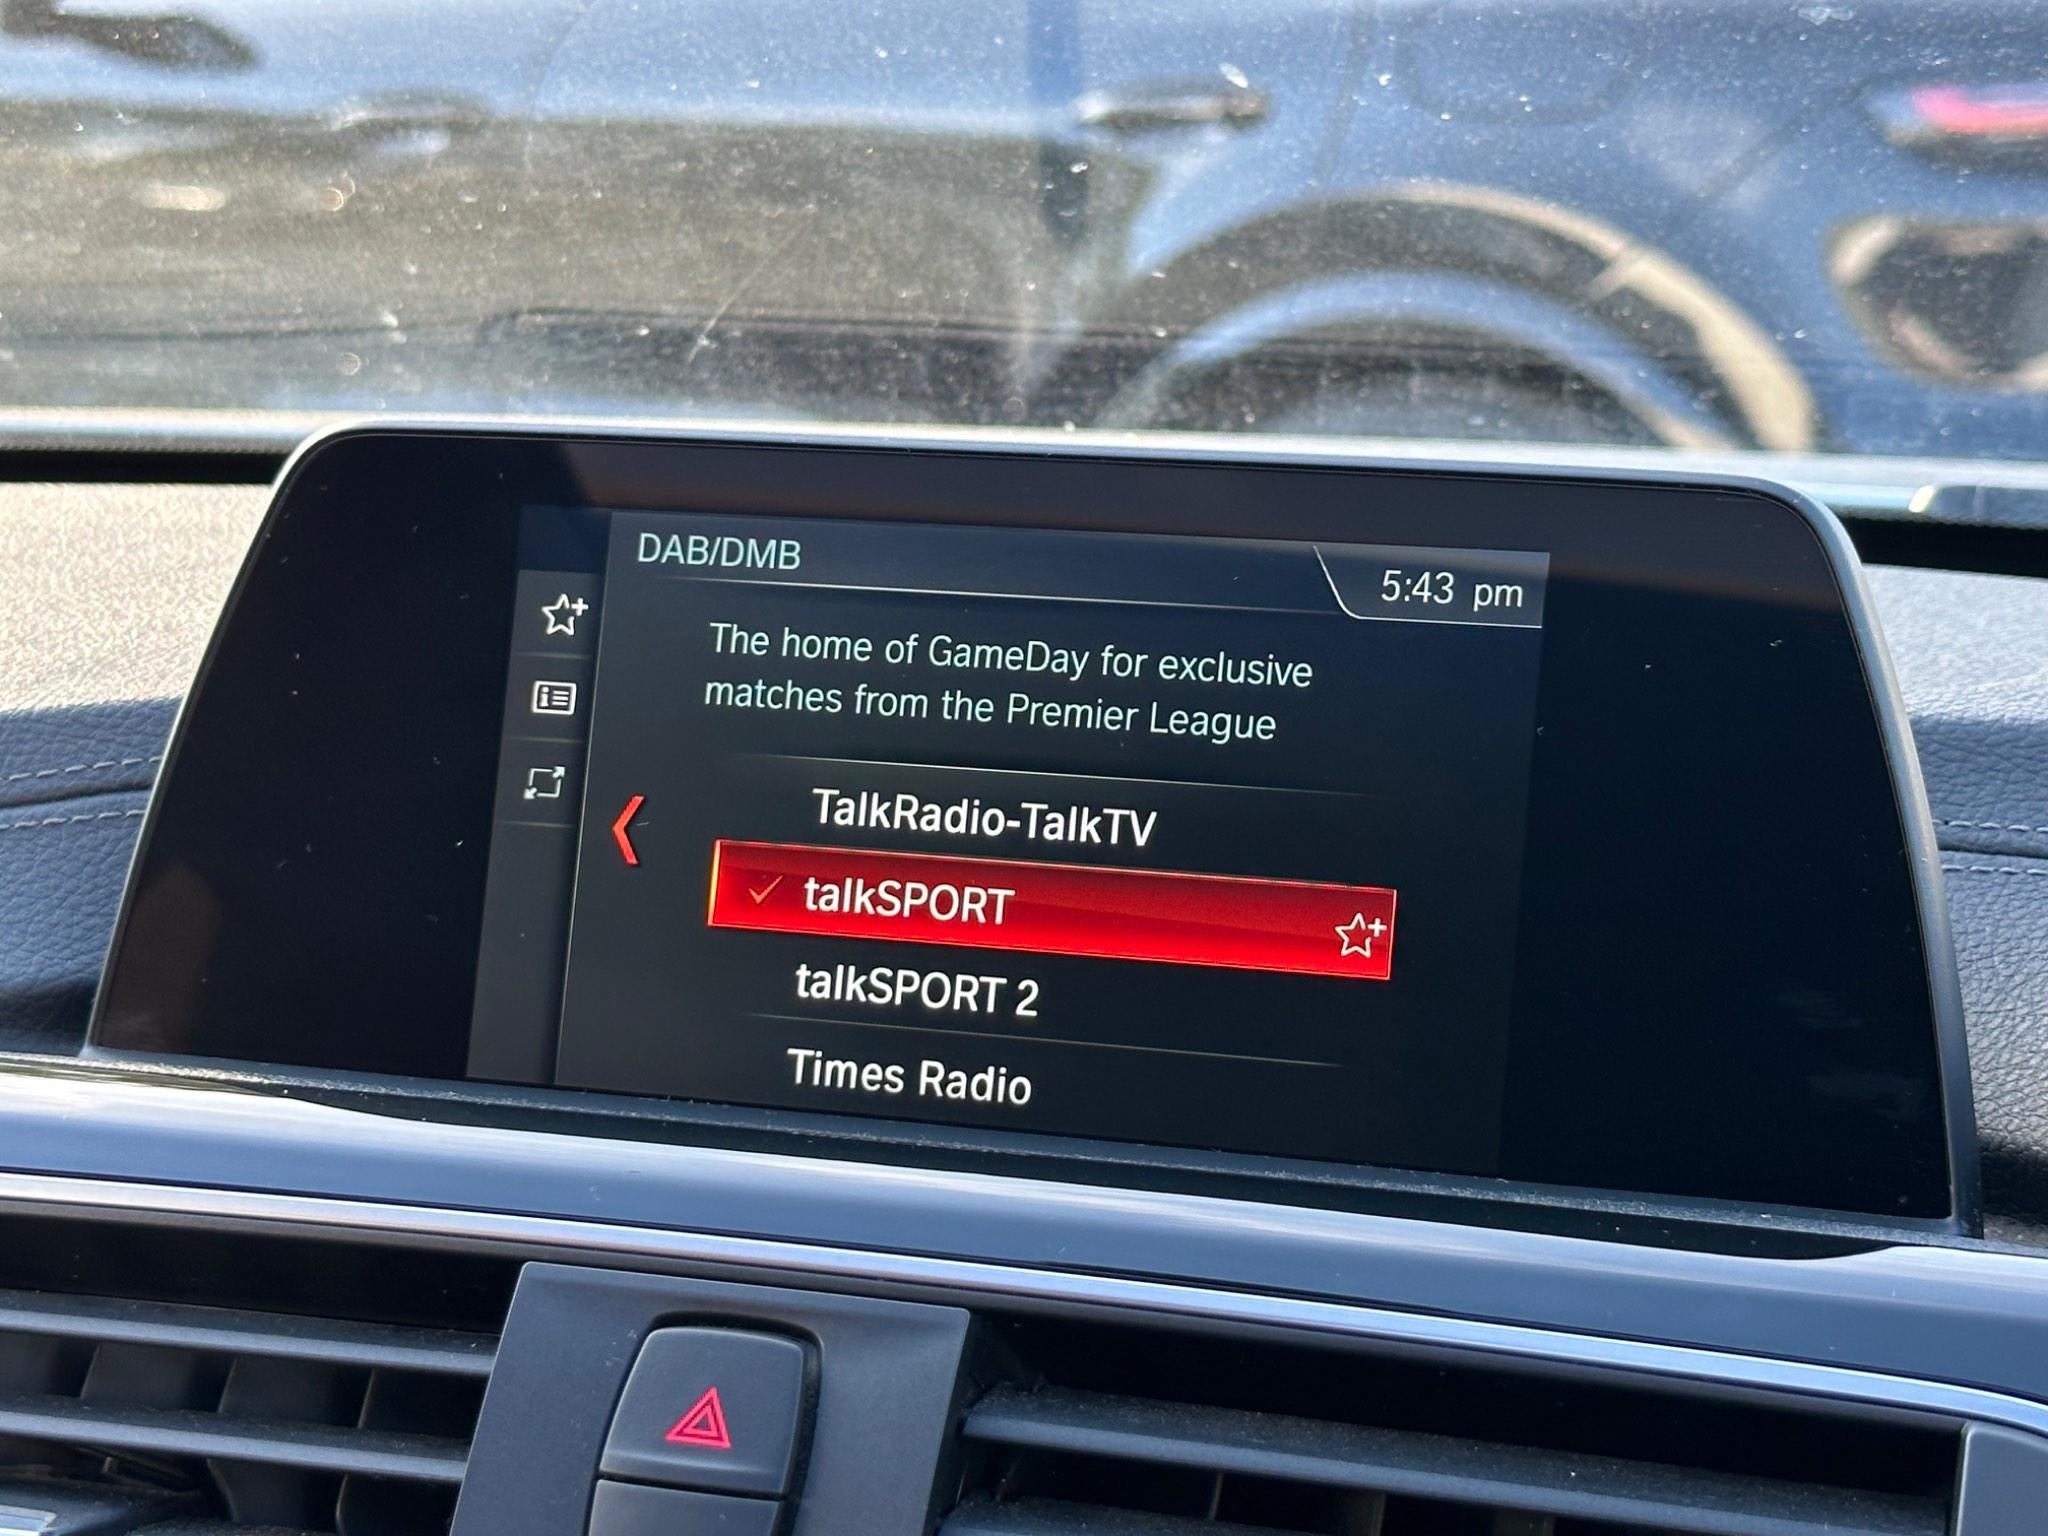 DAB/DMB
5:43 pm
The home of GameDay for exclusive
matches from the Premier League
TalkRadio-TalkTV
talkSPORT
talkSPORT 2
Times Radio